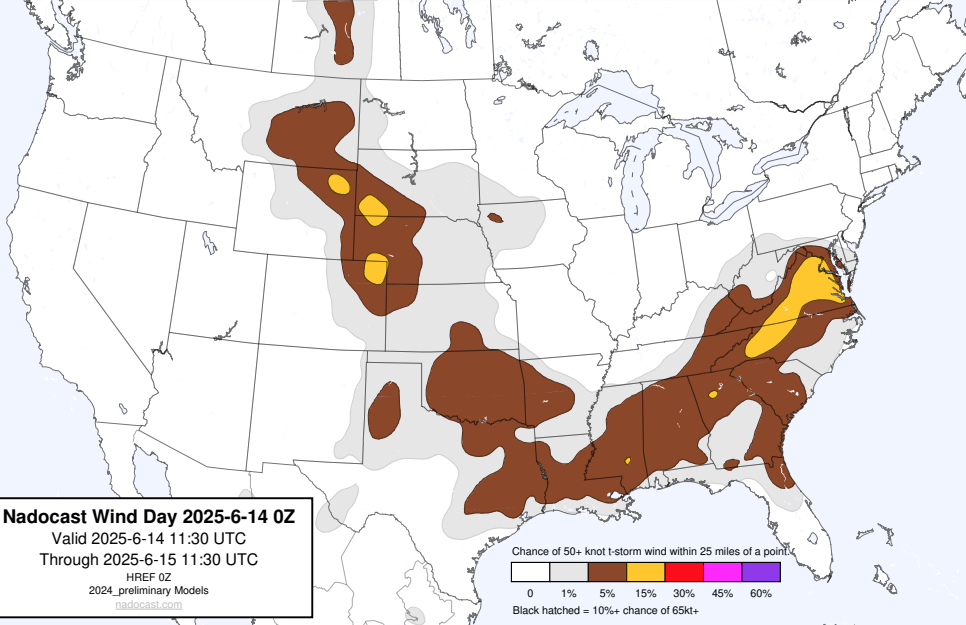 Nadocast Wind Day 2025-6-14 0Z
Valid 2025-6-14 11:30 UTC
Through 2025-6-15 11:30 UTC
HREF 0Z
2024_preliminary Models
nadocast.com
Chance of 50+ knot t-storm wind within 25 miles of a point.
0 1% 5% 15% 30% 45% 60%
Black hatched = 10%+ chance of 65kt+